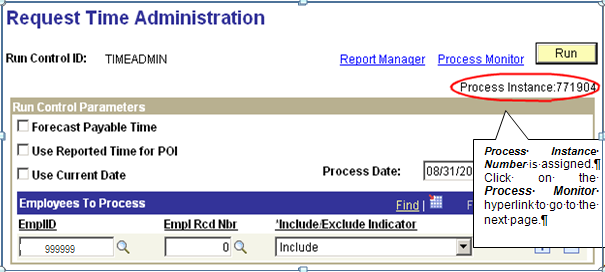 Request Time Administration
Run Control ID: TIMEADMIN Report Manager Process Monitor Run
Process Instance:771904
Run Control Parameters
Forecast Payable Time
Use Reported Time for POI
Use Current Date
Process Date: 08/31/20
Process Instance
Number is assigned.¶
Click on the
Process Monitor
hyperlink to go to the
next page.¶
Employees To Process Find | F
EmplID Empl Rcd Nbr *Include/Exclude Indicator
999999 0 Include